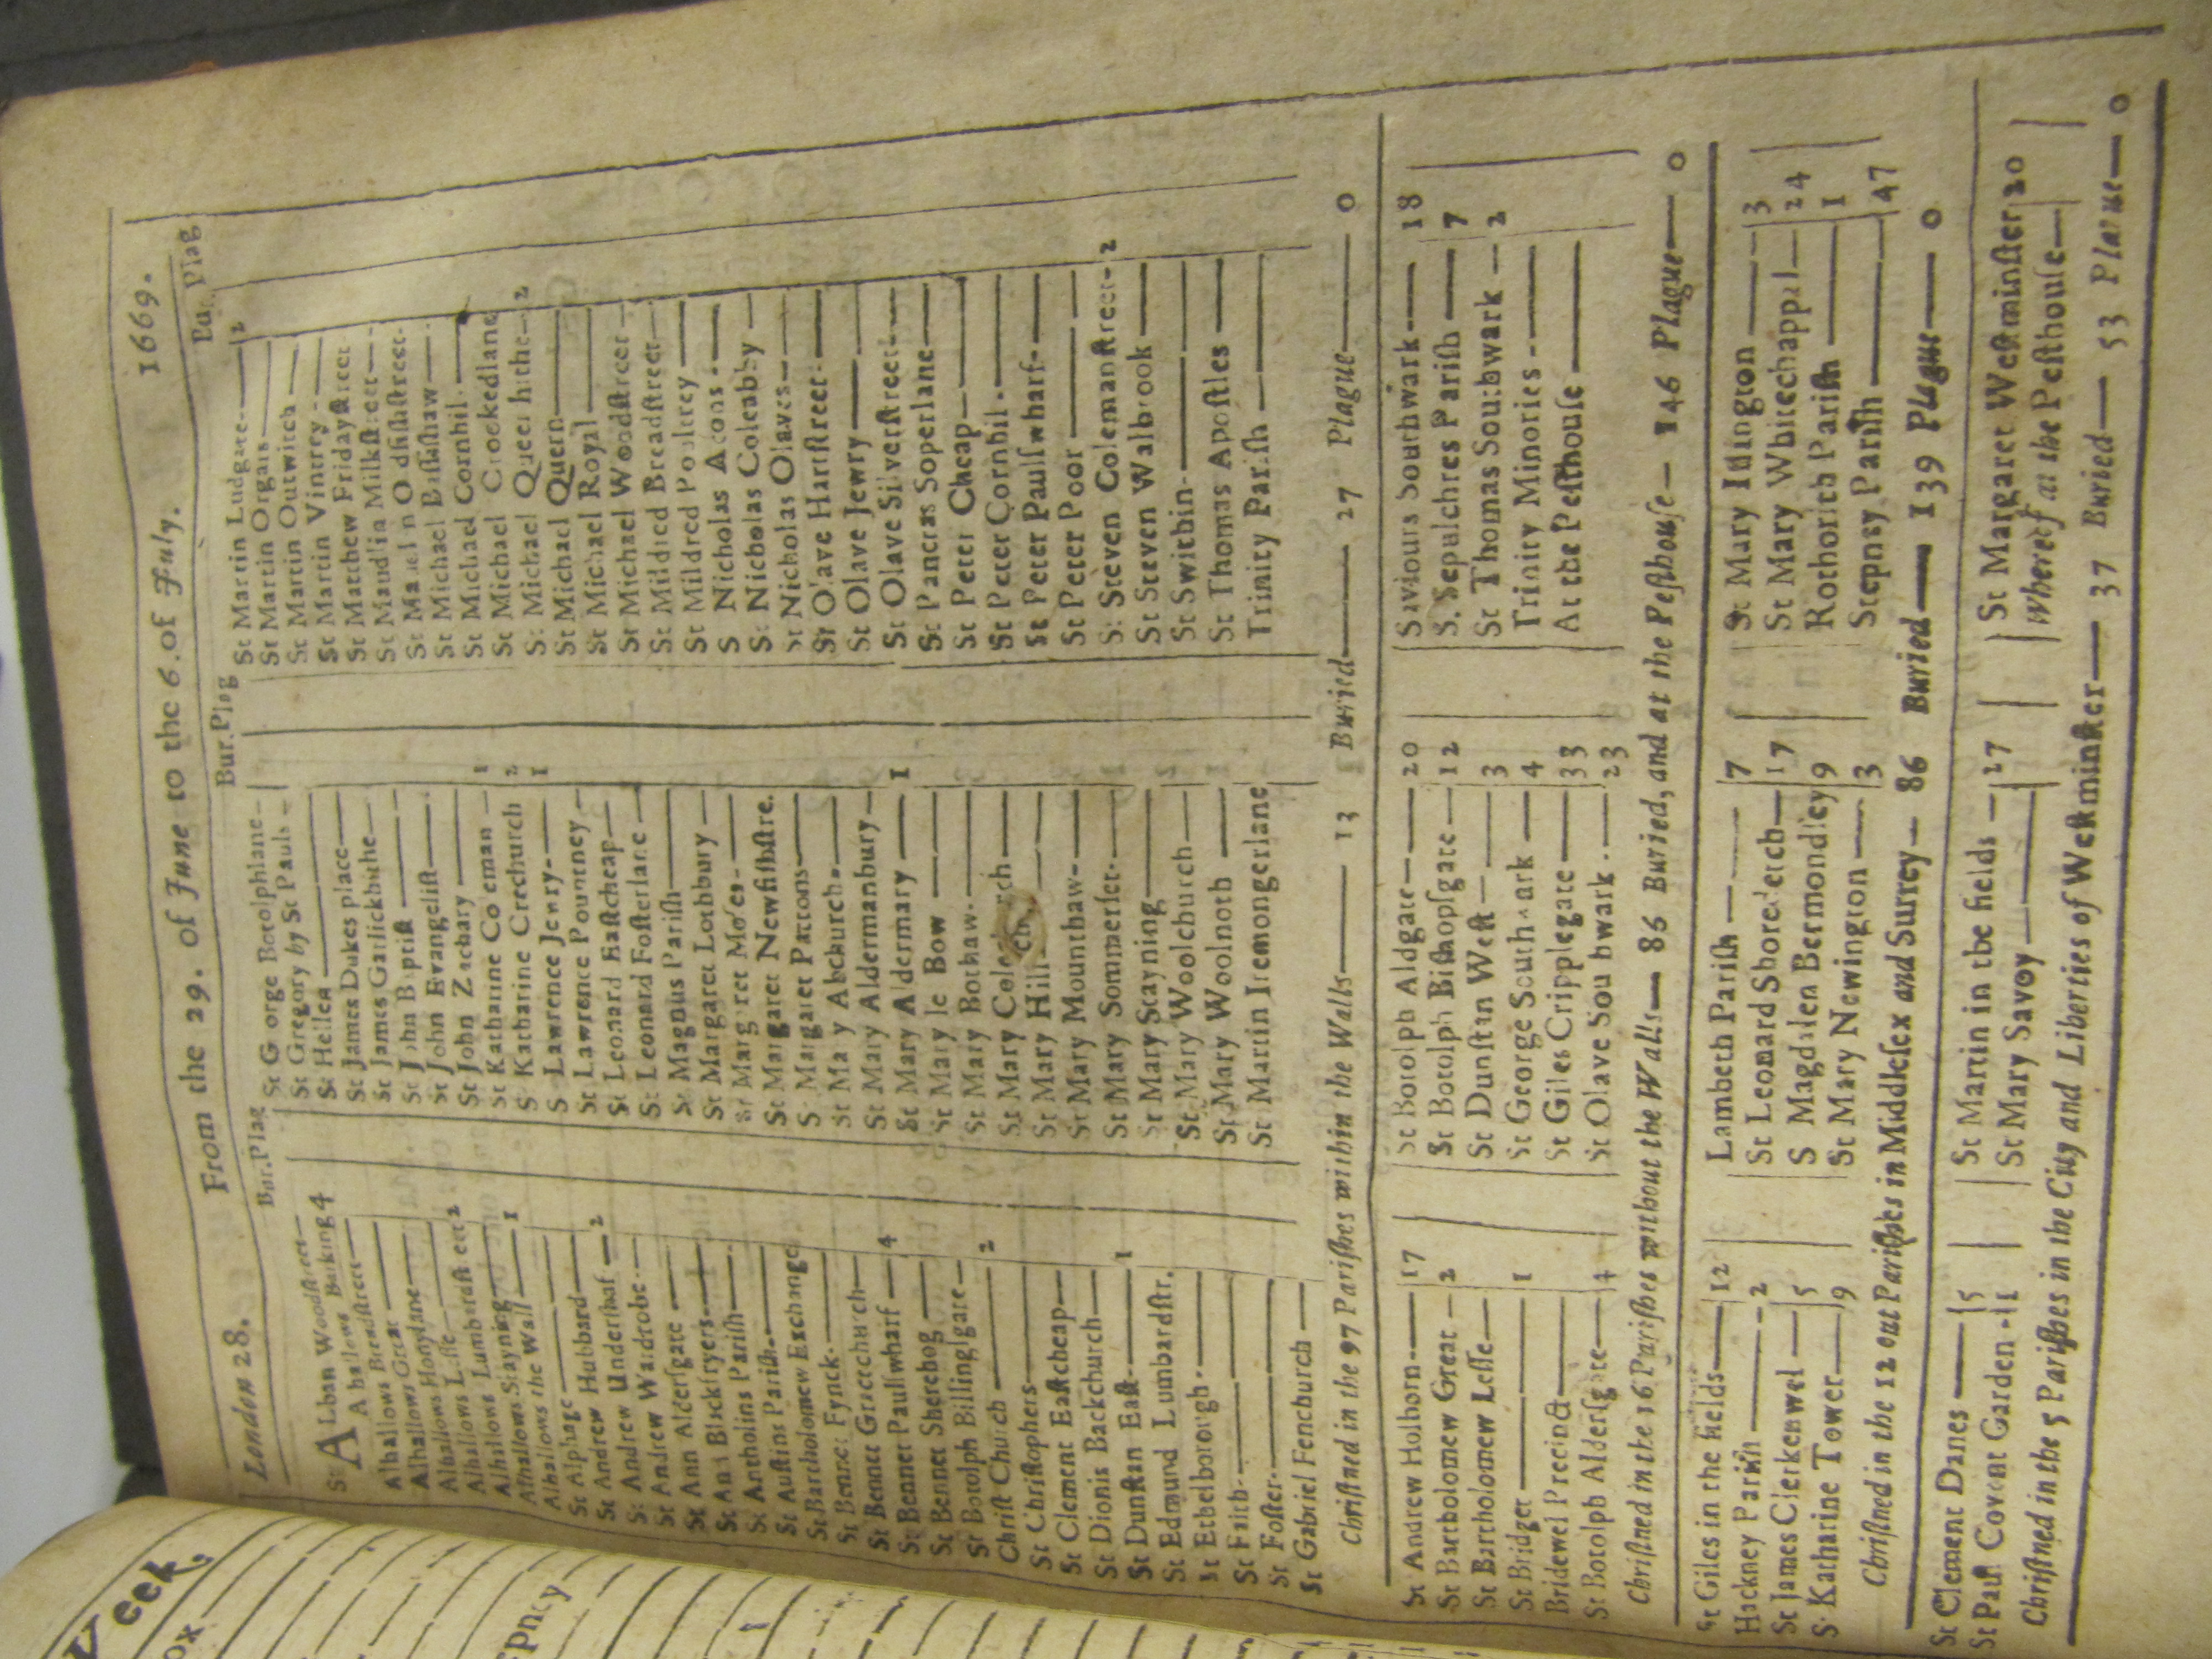 London 28. From the 29. of June to the 6. of July. 1669.
Bur. Plag
St ALban Woodstreet
Alhallows Barking 4
Alhallows Breadstreet
Alhallows Great
Alhallows Honylane
Alhallows Lesse
Alhallows Lumbardstreet 2
Alhallows Stayning
Alhallows the Wall 1
St Alphage
St Andrew Hubbard
St Andrew Undershaf 2
St Andrew Wardrobe
St Ann Aldersgate
St Ann Blackfryers
St Antholins Parish
St Austins Parish
St Bartholomew Exchange
St Bennet Fynck
St Bennet Gracechurch
St Bennet Paulswharf 4
St Bennet Sherehog
St Botolph Billingsgate
Christ Church 2
St Christophers
St Clement Eastcheap
St Dionis Backchurch
St Dunstan East 1
St Edmund Lumbardstr.
St Ethelborough
St Faith
St Foster
St Gabriel Fenchurch
Bur. Plag
St George Botolphlane
St Gregory by St Pauls
St Hellen
St James Dukes place
St James Garlickhithe
St John Baptist
St John Evangelist
St John Zachary
St Katharine Coleman 1
St Katharine Creechurch 2
St Lawrence Jewry 1
St Lawrence Pountney
St Leonard Eastcheap
St Leonard Fosterlane
St Magnus Parish
St Margaret Lothbury
St Margaret Moses
St Margaret Newfishstre.
St Margaret Pattons
St Mary Abchurch
St Mary Aldermanbury
St Mary Aldermary 1
St Mary le Bow
St Mary Bothaw
St Mary Colechurch
St Mary Hill
St Mary Mounthaw
St Mary Sommerset
St Mary Stayning
St Mary Woolchurch
St Mary Woolnoth
St Martin Iremongerlane
Bur. Plag
St Martin Ludgate 2
St Martin Orgais
St Martin Outwitch
St Martin Vintrey
St Matthew Fridaystreet
St Maudlin Milkstreet
St Maudlin Oldfishstreet
St Michael Bassishaw
St Michael Cornhil
St Michael Crookedlane
St Michael Queenhithe 2
St Michael Quern
St Michael Royal
St Michael Woodstreet
St Mildred Breadstreet
St Mildred Poultrey
St Nicholas Acons
St Nicholas Coleabby
St Nicholas Olaves
St Olave Hartstreet
St Olave Jewry
St Olave Silverstreet
St Pancras Soperlane
St Peter Cheap
St Peter Cornhil
St Peter Paulswharf
St Peter Poor
St Steven Colemanstreet 2
St Steven Walbrook
St Swithin
St Thomas Apostles
Trinity Parish
Bur. Plag
Christned in the 97 Parishes within the Walls 13 Buried 27 Plague 0
St Andrew Holborn 17
St Bartholomew Great 2
St Bartholomew Lesse
St Bridget 1
Bridewel Precinct
St Botolph Aldersgate 4
St Botolph Aldgate 20
St Botolph Bishopsgate 12
St Dunstan West 3
St George Southwark 4
St Giles Cripplegate 33
St Olave Southwark 23
Saviours Southwark 18
St Sepulchres Parish 7
St Thomas Southwark 2
Trinity Minories
At the Pesthouse
Christned in the 16 Parishes without the Walls 86 Buried, and at the Pesthouse 146 Plague 0
St Giles in the fields 12
Hackney Parish 2
St James Clerkenwel 5
St Katharine Tower 9
Lambeth Parish 7
St Leonard Shoreditch 17
St Magdalen Bermondsey 9
St Mary Newington 3
St Mary Islington 3
St Mary Whitechappel 24
Rothorith Parish 1
Stepney Parish 47
Christned in the 12 out Parishes in Middlesex and Surrey 86 Buried 139 Plague 0
St Clement Danes 5
St Paul Covent Garden 1
St Martin in the fields 27
St Mary Savoy
St Margaret Westminster 20
Whereof at the Pesthouse
Christned in the 5 Parishes in the City and Liberties of Westminster 37 Buried 53 Plague 0